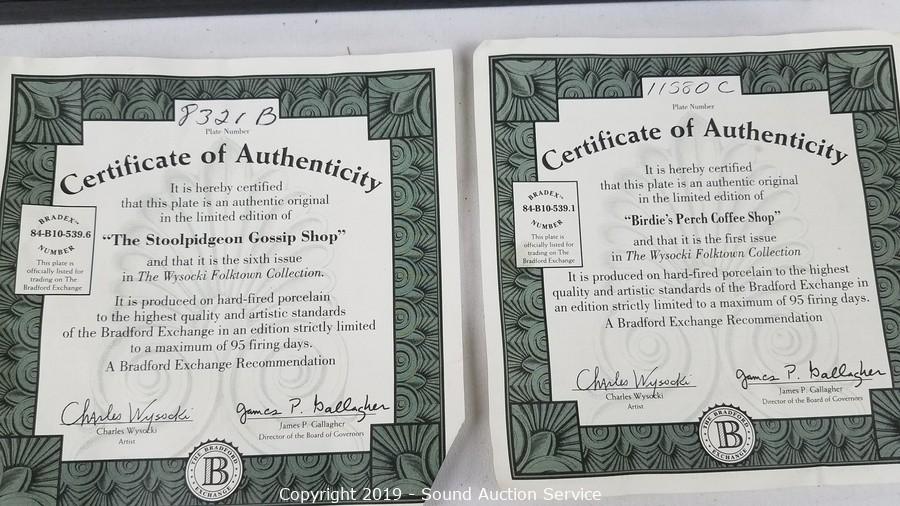 8321 B
Plate Number
Certificate of Authenticity
It is hereby certified
that this plate is an authentic original
in the limited edition of
"The Stoolpidgeon Gossip Shop"
and that it is the sixth issue
in The Wysocki Folktown Collection.
It is produced on hard-fired porcelain
to the highest quality and artistic standards
of the Bradford Exchange in an edition strictly limited
to a maximum of 95 firing days.
A Bradford Exchange Recommendation
BRADEX™
84-B10-539.6
NUMBER
This plate is
officially listed for
trading on The
Bradford Exchange
Charles Wysocki
Charles Wysocki
Artist
James P. Gallagher
James P. Gallagher
Director of the Board of Governors
THE BRADFORD
B
EXCHANGE
11580 C
Plate Number
Certificate of Authenticity
It is hereby certified
that this plate is an authentic original
in the limited edition of
"Birdie's Perch Coffee Shop"
and that it is the first issue
in The Wysocki Folktown Collection
It is produced on hard-fired porcelain to the highest
quality and artistic standards of the Bradford Exchange in
an edition strictly limited to a maximum of 95 firing days.
A Bradford Exchange Recommendation
BRADEX™
84-B10-539.1
NUMBER
This plate is
officially listed for
trading on The
Bradford Exchange
Charles Wysocki
Charles Wysocki
Artist
James P. Gallagher
James P. Gallagher
Director of the Board of Governors
THE BRADFORD
B
EXCHANGE
Copyright 2019 - Sound Auction Service